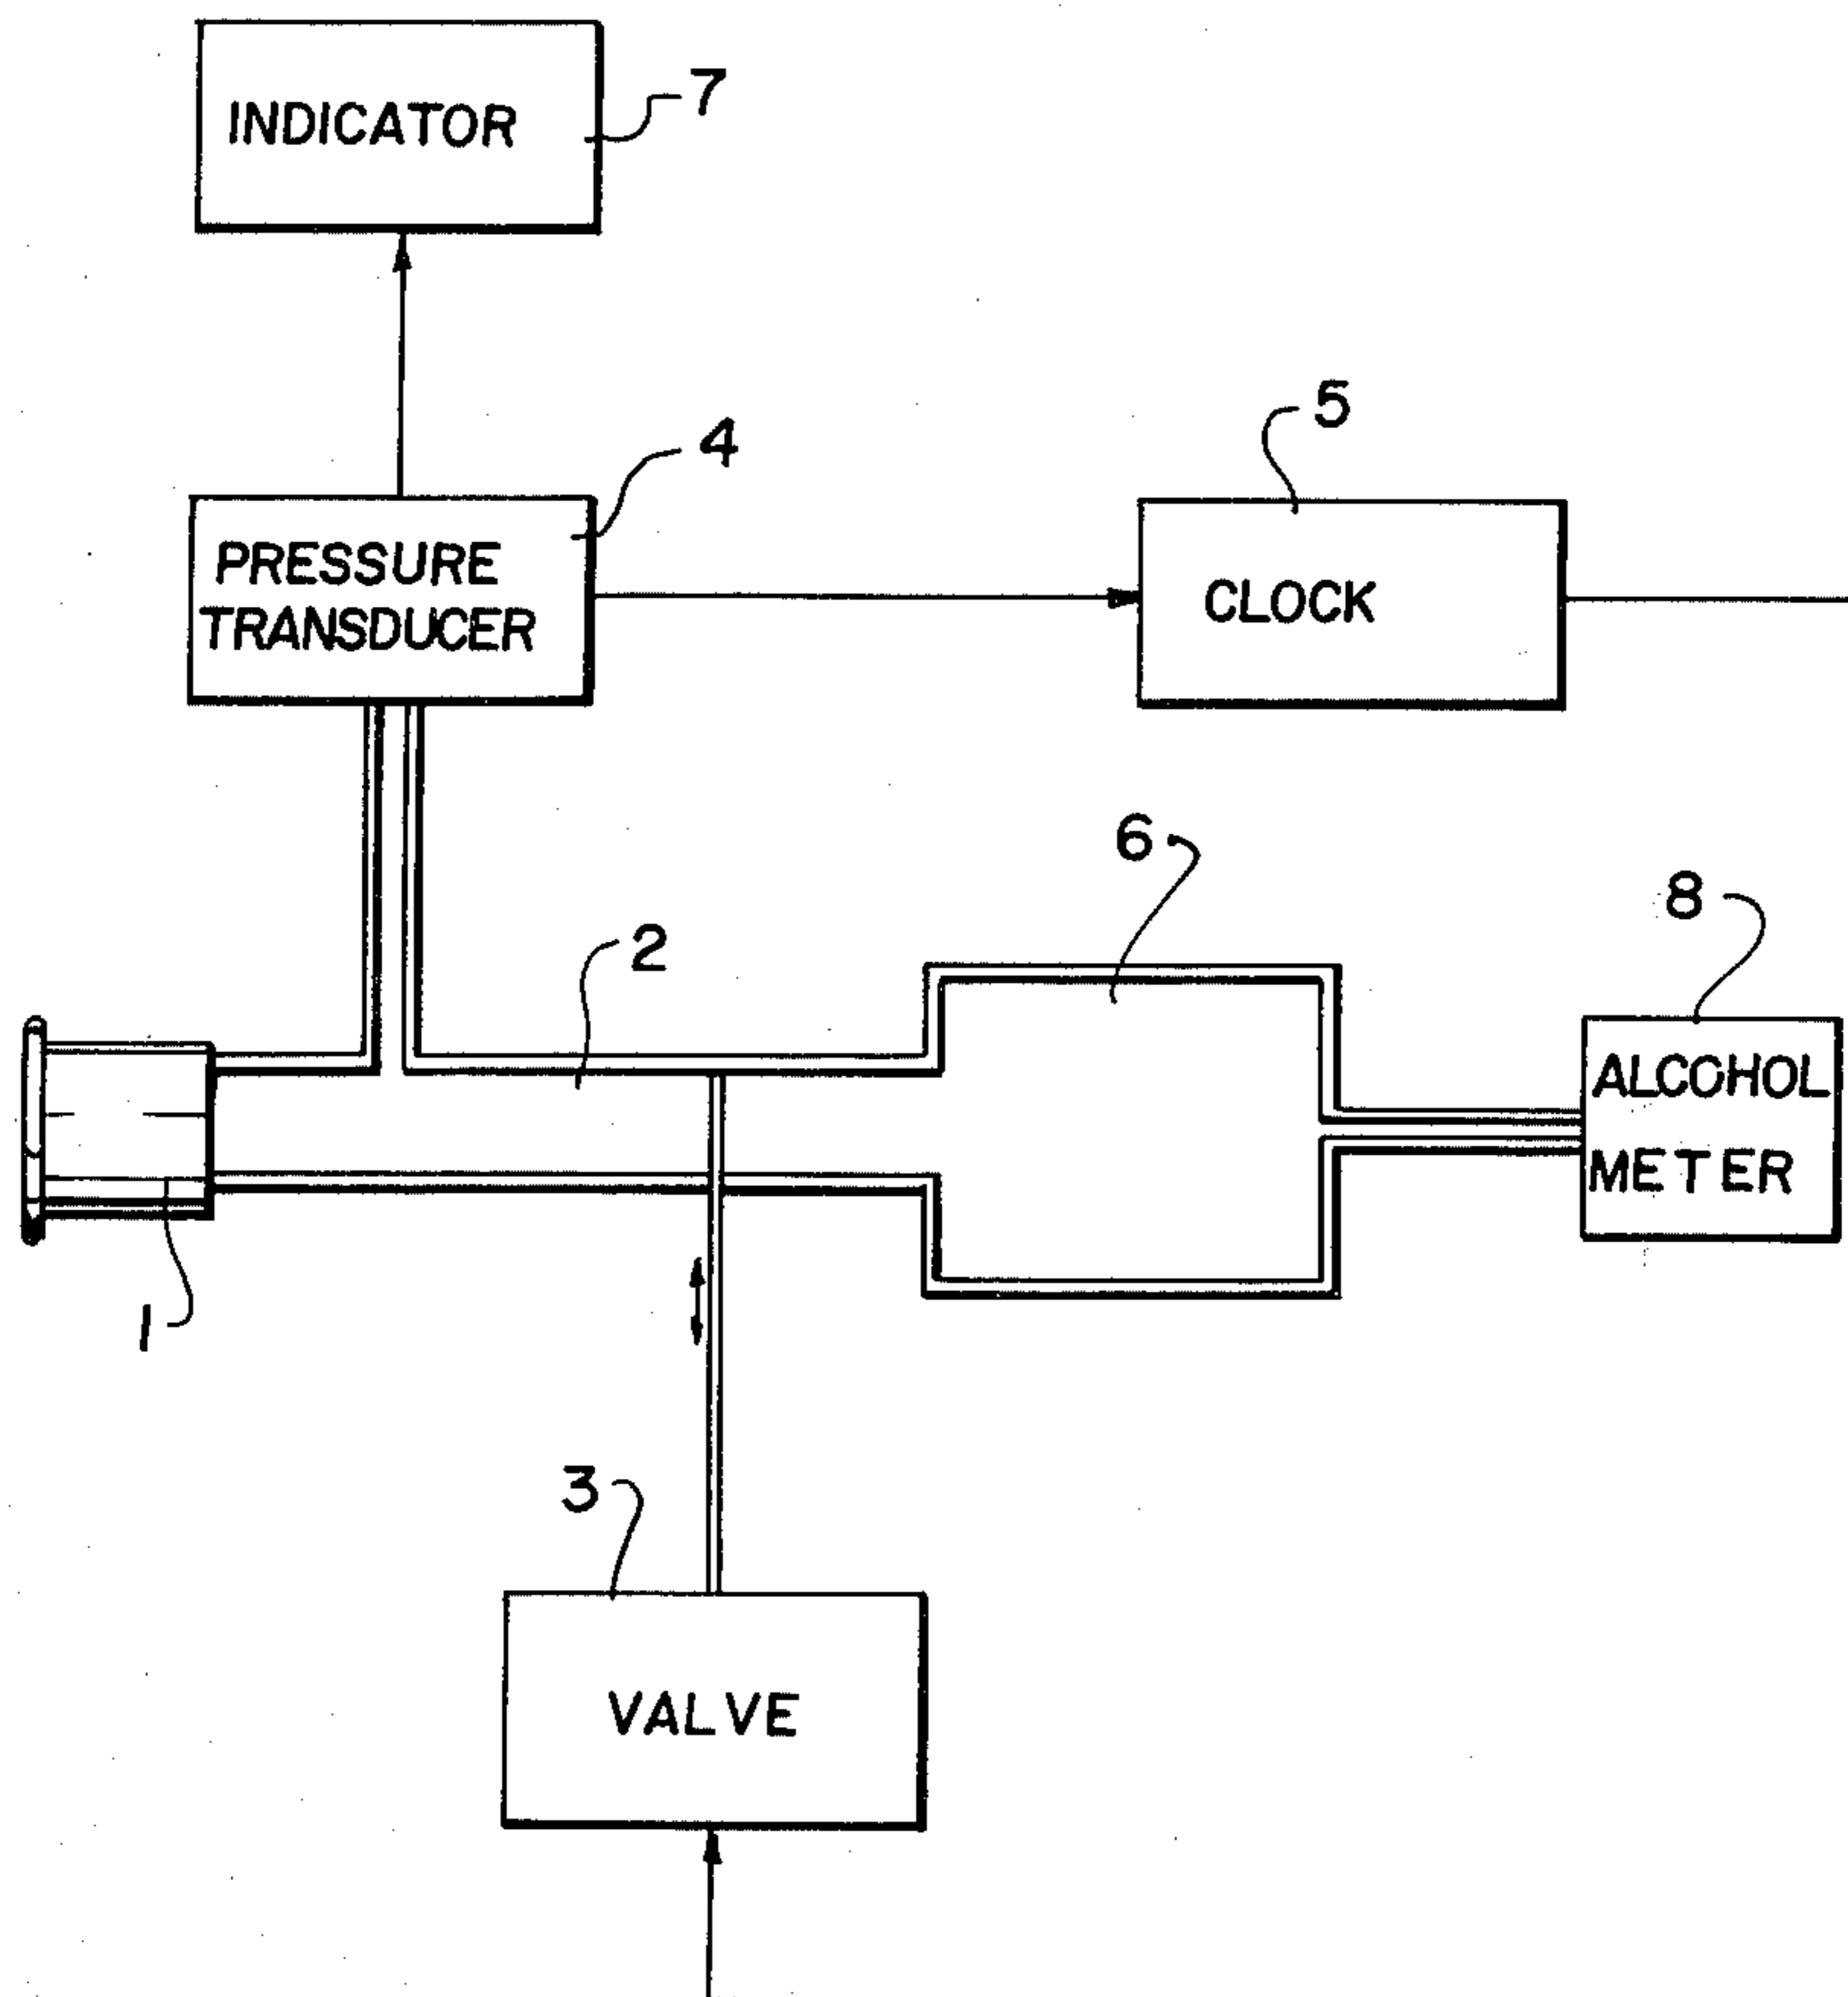 INDICATOR
7
4
5
PRESSURE
TRANSDUCER
CLOCK
6
8
2
ALCOHOL
METER
1
3
VALVE